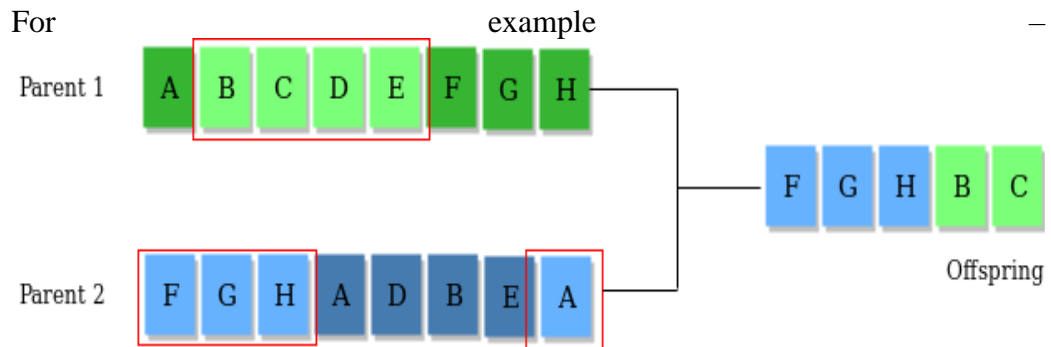 For example –
Parent 1 A B C D E F G H
F G H B C
Offspring
Parent 2 F G H A D B E A